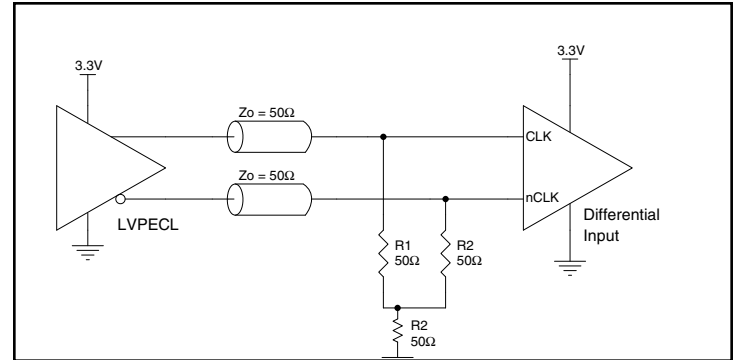 3.3V
3.3V
Zo = 50Ω
CLK
Zo = 50Ω
nCLK
LVPECL
Differential
Input
R1
50Ω
R2
50Ω
R2
50Ω